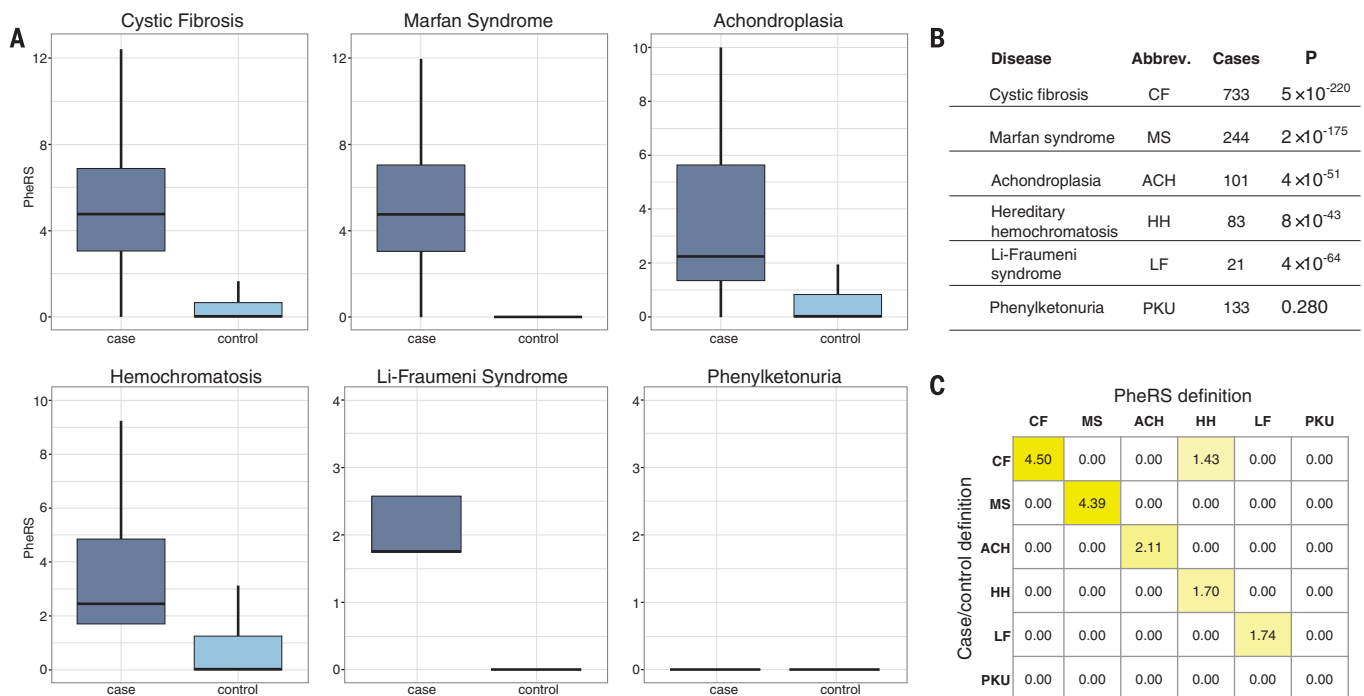 A
Cystic Fibrosis
PheRS
12
8
4
0
case control
Marfan Syndrome
12
8
4
0
case control
Achondroplasia
10
8
6
4
2
0
case control
Hemochromatosis
PheRS
10
8
6
4
2
0
case control
Li-Fraumeni Syndrome
4
3
2
1
0
case control
Phenylketonuria
4
3
2
1
0
case control
B
Disease Abbrev. Cases P
Cystic fibrosis CF 733 5×10⁻²²⁰
Marfan syndrome MS 244 2×10⁻¹⁷⁵
Achondroplasia ACH 101 4×10⁻⁵¹
Hereditary
hemochromatosis HH 83 8×10⁻⁴³
Li-Fraumeni
syndrome LF 21 4×10⁻⁶⁴
Phenylketonuria PKU 133 0.280
C
PheRS definition
CF MS ACH HH LF PKU
Case/control definition
CF 4.50 0.00 0.00 1.43 0.00 0.00
MS 0.00 4.39 0.00 0.00 0.00 0.00
ACH 0.00 0.00 2.11 0.00 0.00 0.00
HH 0.00 0.00 0.00 1.70 0.00 0.00
LF 0.00 0.00 0.00 0.00 1.74 0.00
PKU 0.00 0.00 0.00 0.00 0.00 0.00